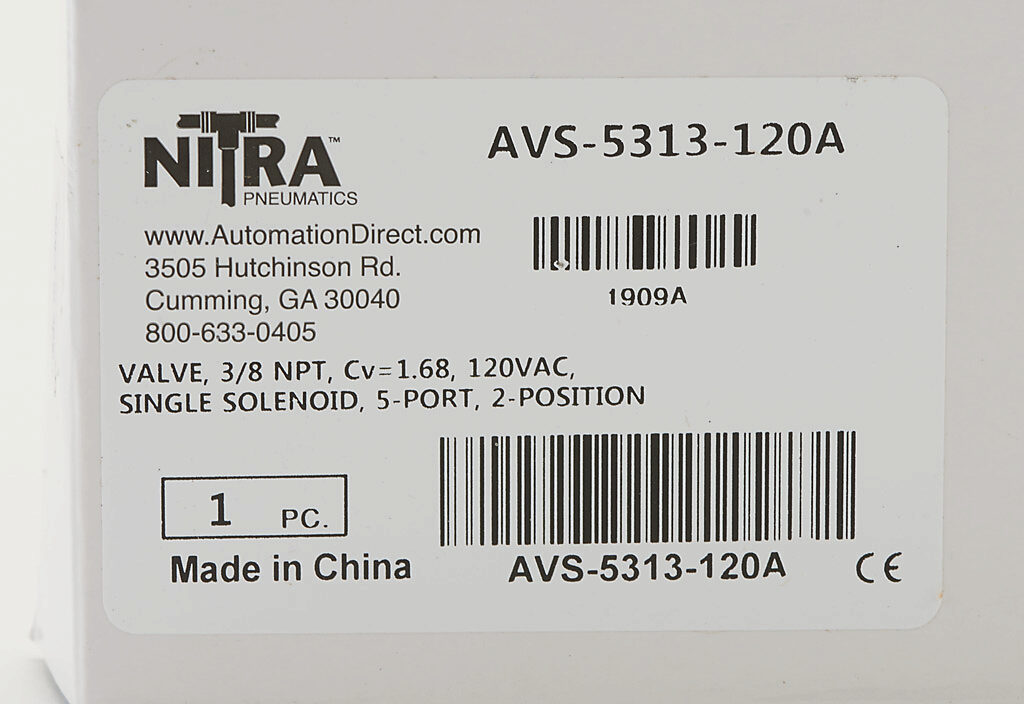 NITRA™
PNEUMATICS
AVS-5313-120A
www.AutomationDirect.com
3505 Hutchinson Rd.
Cumming, GA 30040
800-633-0405
1909A
VALVE, 3/8 NPT, Cv=1.68, 120VAC,
SINGLE SOLENOID, 5-PORT, 2-POSITION
1 PC.
Made in China
AVS-5313-120A
CE